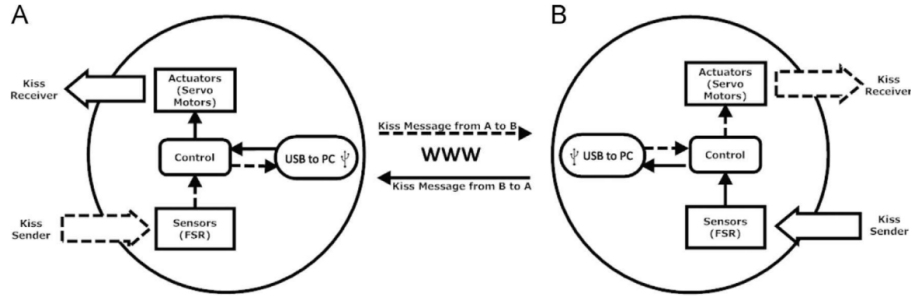 A
Kiss
Receiver
Actuators
(Servo
Motors)
Control
USB to PC
Sensors
(FSR)
Kiss
Sender
Kiss Message from A to B
WWW
Kiss Message from B to A
B
Actuators
(Servo
Motors)
Kiss
Receiver
USB to PC
Control
Sensors
(FSR)
Kiss
Sender